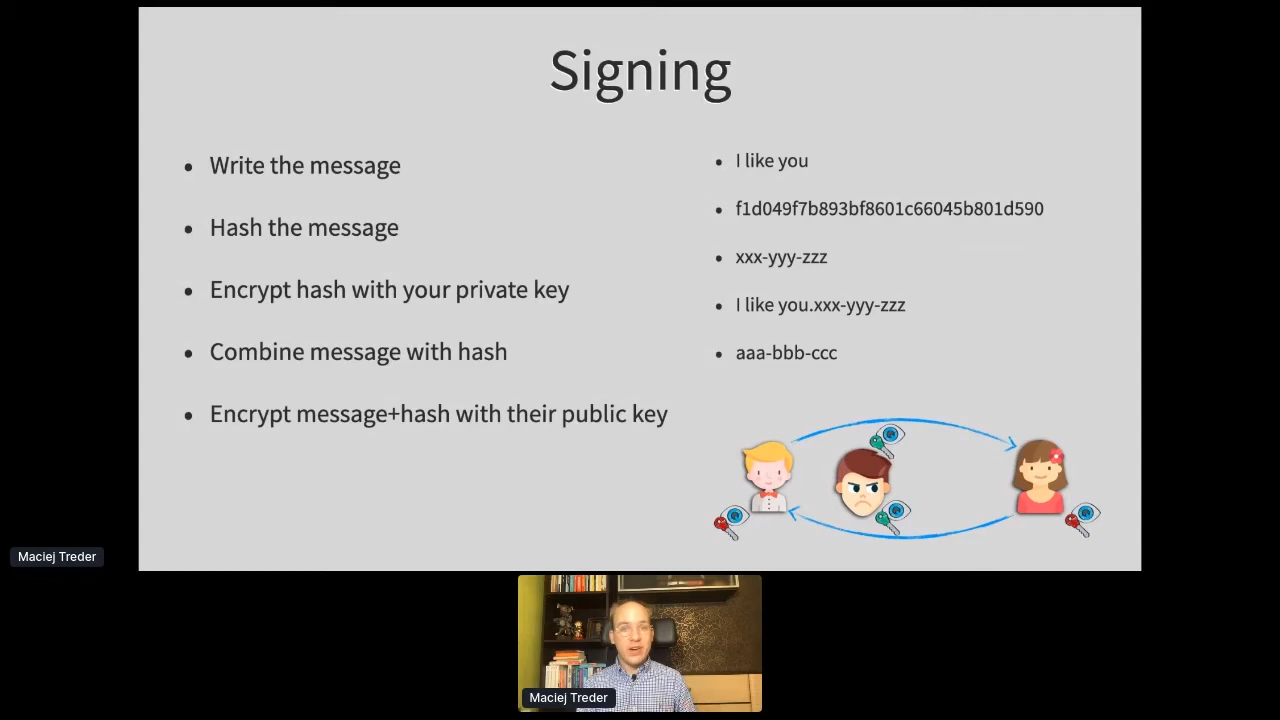 Signing
Write the message
Hash the message
Encrypt hash with your private key
Combine message with hash
Encrypt message+hash with their public key
I like you
f1d049f7b893bf8601c66045b801d590
xxx-yyy-zzz
I like you.xxx-yyy-zzz
aaa-bbb-ccc
Maciej Treder
Maciej Treder